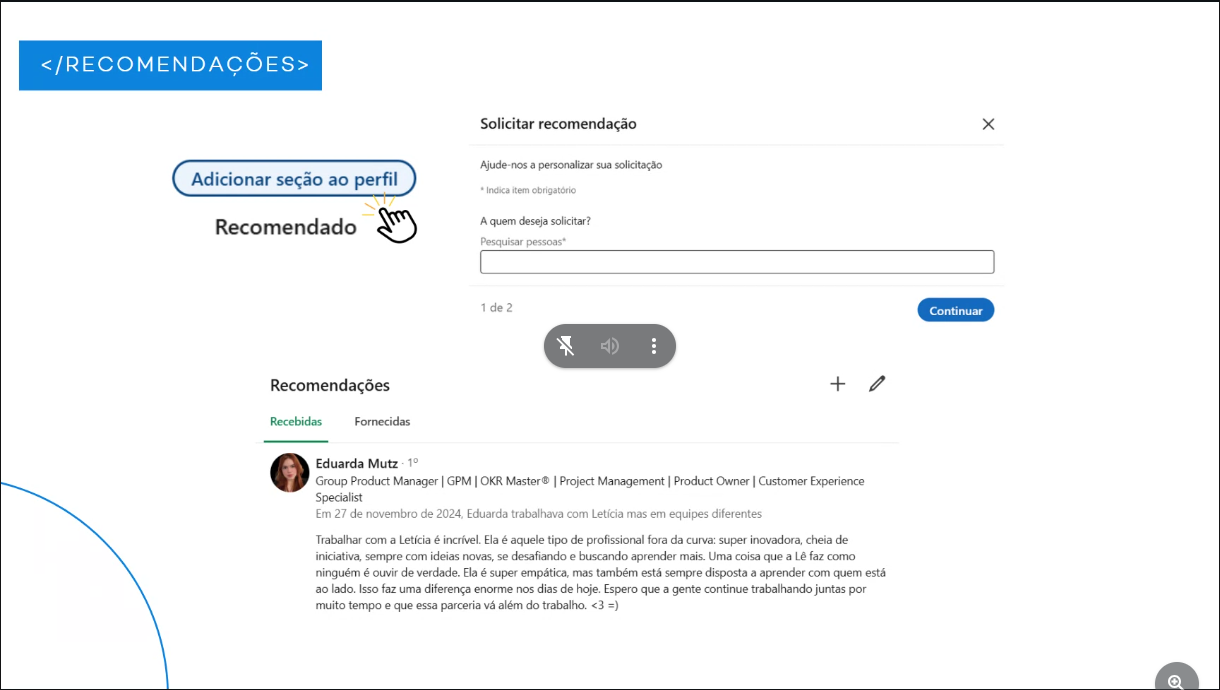 </RECOMENDAÇÕES>
Adicionar seção ao perfil
Recomendado
Solicitar recomendação
Ajude-nos a personalizar sua solicitação
* Indica item obrigatório
A quem deseja solicitar?
Pesquisar pessoas*
1 de 2
Continuar
Recomendações
Recebidas
Fornecidas
Eduarda Mutz · 1º
Group Product Manager | GPM | OKR Master® | Project Management | Product Owner | Customer Experience
Specialist
Em 27 de novembro de 2024, Eduarda trabalhava com Letícia mas em equipes diferentes
Trabalhar com a Letícia é incrível. Ela é aquele tipo de profissional fora da curva: super inovadora, cheia de
iniciativa, sempre com ideias novas, se desafiando e buscando aprender mais. Uma coisa que a Lê faz como
ninguém é ouvir de verdade. Ela é super empática, mas também está sempre disposta a aprender com quem está
ao lado. Isso faz uma diferença enorme nos dias de hoje. Espero que a gente continue trabalhando juntas por
muito tempo e que essa parceria vá além do trabalho. <3 =)